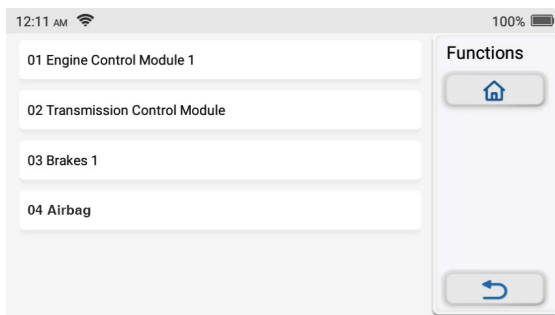 12:11 AM 100%
Functions
01 Engine Control Module 1
02 Transmission Control Module
03 Brakes 1
04 Airbag